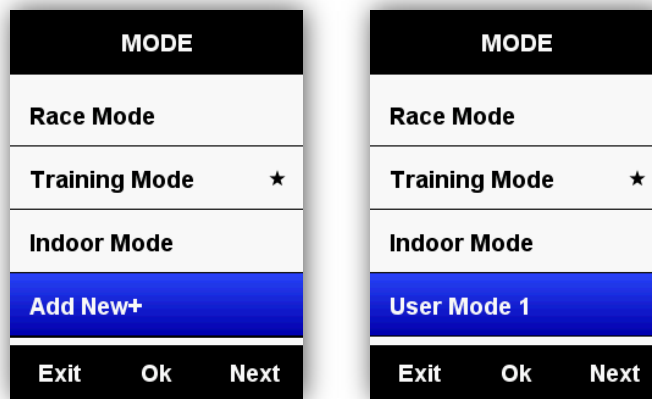 MODE
Race Mode
Training Mode ★
Indoor Mode
Add New+
Exit Ok Next
MODE
Race Mode
Training Mode ★
Indoor Mode
User Mode 1
Exit Ok Next